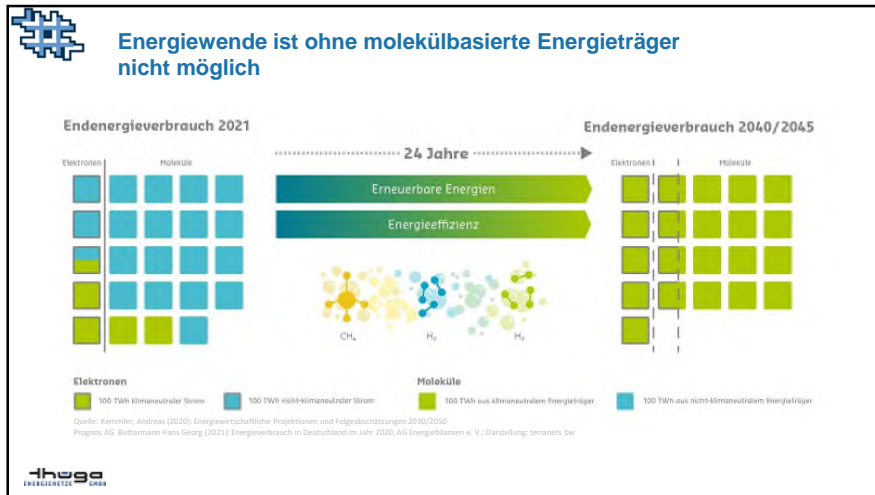 Energiewende ist ohne molekülbasierte Energieträger
nicht möglich
Endenergieverbrauch 2021
Endenergieverbrauch 2040/2045
24 Jahre
Elektronen
Moleküle
Elektronen
Moleküle
Erneuerbare Energien
Energieeffizienz
CH₄
H₂
H₂
Elektronen
Moleküle
100 TWh klimaneutraler Strom
100 TWh nicht-klimaneutraler Strom
100 TWh aus klimaneutralem Energieträger
100 TWh aus nicht-klimaneutralem Energieträger
Quelle: Kemmler, Andreas (2020): Energiewirtschaftliche Projektionen und Folgeabschätzungen 2030/2050
Prognos AG Buttermann Hans Georg (2021): Energieverbrauch in Deutschland im Jahr 2020, AG Energiebilanzen e. V.; Darstellung: terranets bw
thüga
ENERGIENETZE GMBH